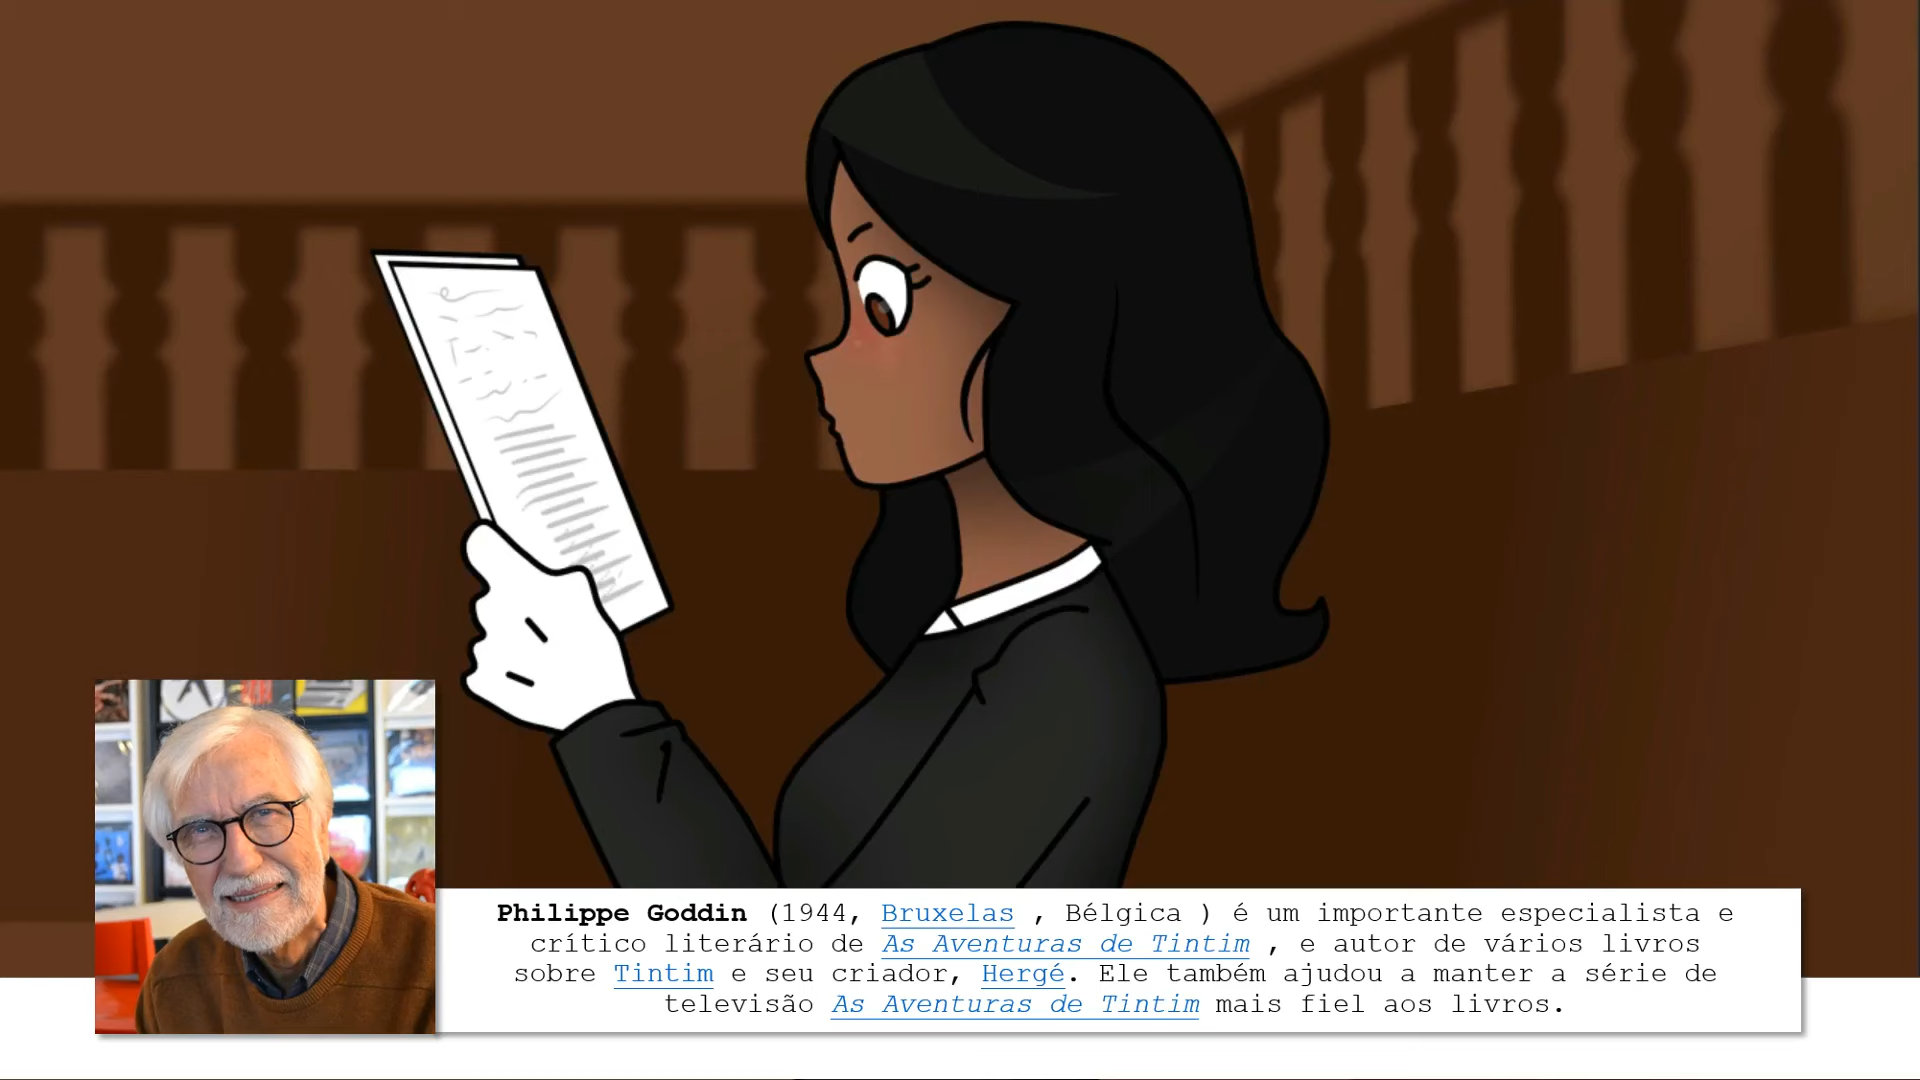 Philippe Goddin (1944, Bruxelas , Bélgica ) é um importante especialista e
crítico literário de As Aventuras de Tintim , e autor de vários livros
sobre Tintim e seu criador, Hergé. Ele também ajudou a manter a série de
televisão As Aventuras de Tintim mais fiel aos livros.